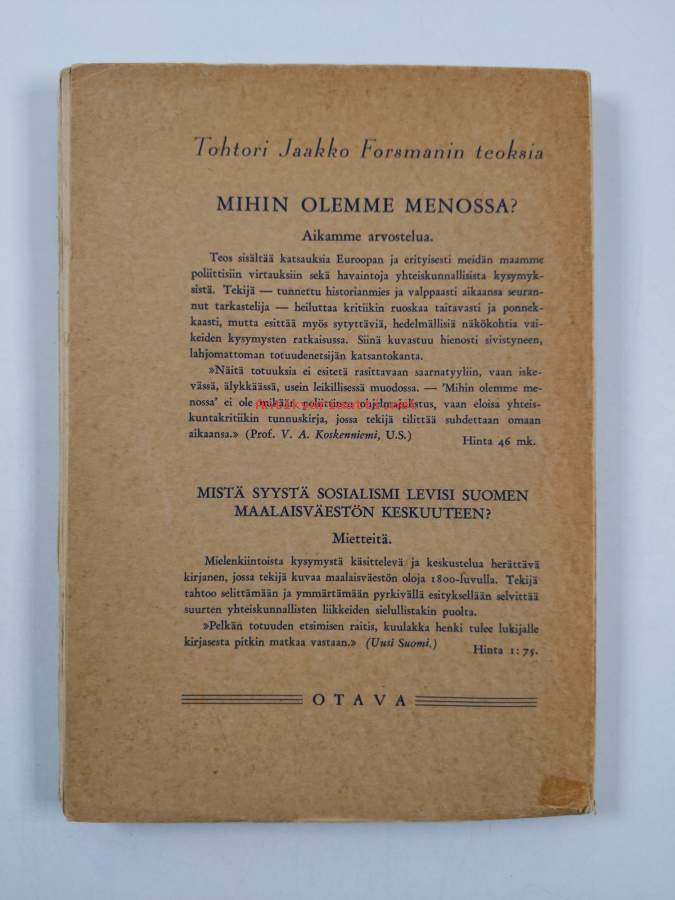 Tohtori Jaakko Forsmanin teoksia
MIHIN OLEMME MENOSSA?
Aikamme arvostelua.
Teos sisältää katsauksia Euroopan ja erityisesti meidän maamme
poliittisiin virtauksiin sekä havaintoja yhteiskunnallisista kysymyk-
sistä. Tekijä — tunnettu historianmies ja valppaasti aikaansa seuran-
nut tarkastelija — heiluttaa kritiikin ruoskaa taitavasti ja ponnek-
kaasti, mutta esittää myös sytyttäviä, hedelmällisiä näkökohtia vai-
keiden kysymysten ratkaisussa. Siinä kuvastuu hienosti sivistyneen,
lahjomattoman totuudenetsijän katsantokanta.
»Näitä totuuksia ei esitetä rasittavaan saarnatyyliin, vaan iske-
vässä, älykkäässä, usein leikillisessä muodossa. — 'Mihin olemme me-
nossa' ei ole mikään poliittinen ohjelmajulistus, vaan eloisa yhteis-
kuntakritiikin tunnuskirja, jossa tekijä tilittää suhdettaan omaan
aikaansa.» (Prof. V. A. Koskenniemi, U.S.)
Hinta 46 mk.
MISTÄ SYYSTÄ SOSIALISMI LEVISI SUOMEN
MAALAISVÄESTÖN KESKUUTEEN?
Mietteitä.
Mielenkiintoista kysymystä käsittelevä ja keskustelua herättävä
kirjanen, jossa tekijä kuvaa maalaisväestön oloja 1800-luvulla. Tekijä
tahtoo selittämään ja ymmärtämään pyrkivällä esityksellään selvittää
suurten yhteiskunnallisten liikkeiden sielullistakin puolta.
»Pelkän totuuden etsimisen raitis, kuulakka henki tulee lukijalle
kirjasesta pitkin matkaa vastaan.» (Uusi Suomi.)
Hinta 1: 75.
OTAVA